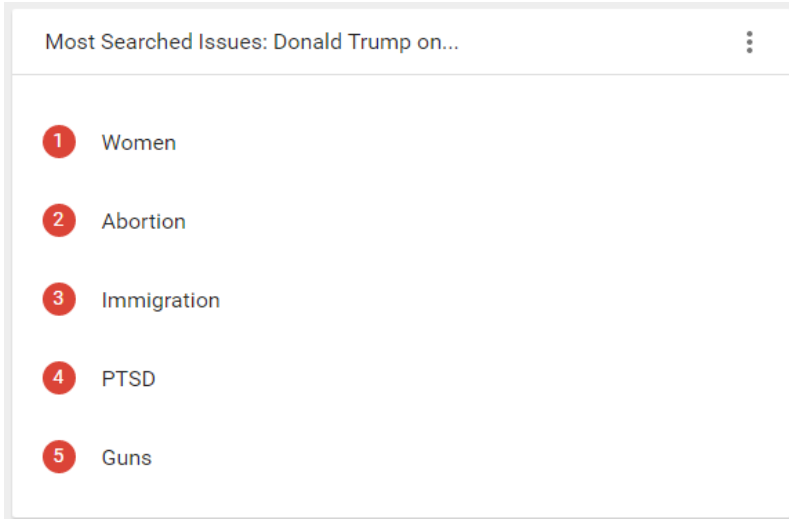 Most Searched Issues: Donald Trump on...
1 Women
2 Abortion
3 Immigration
4 PTSD
5 Guns